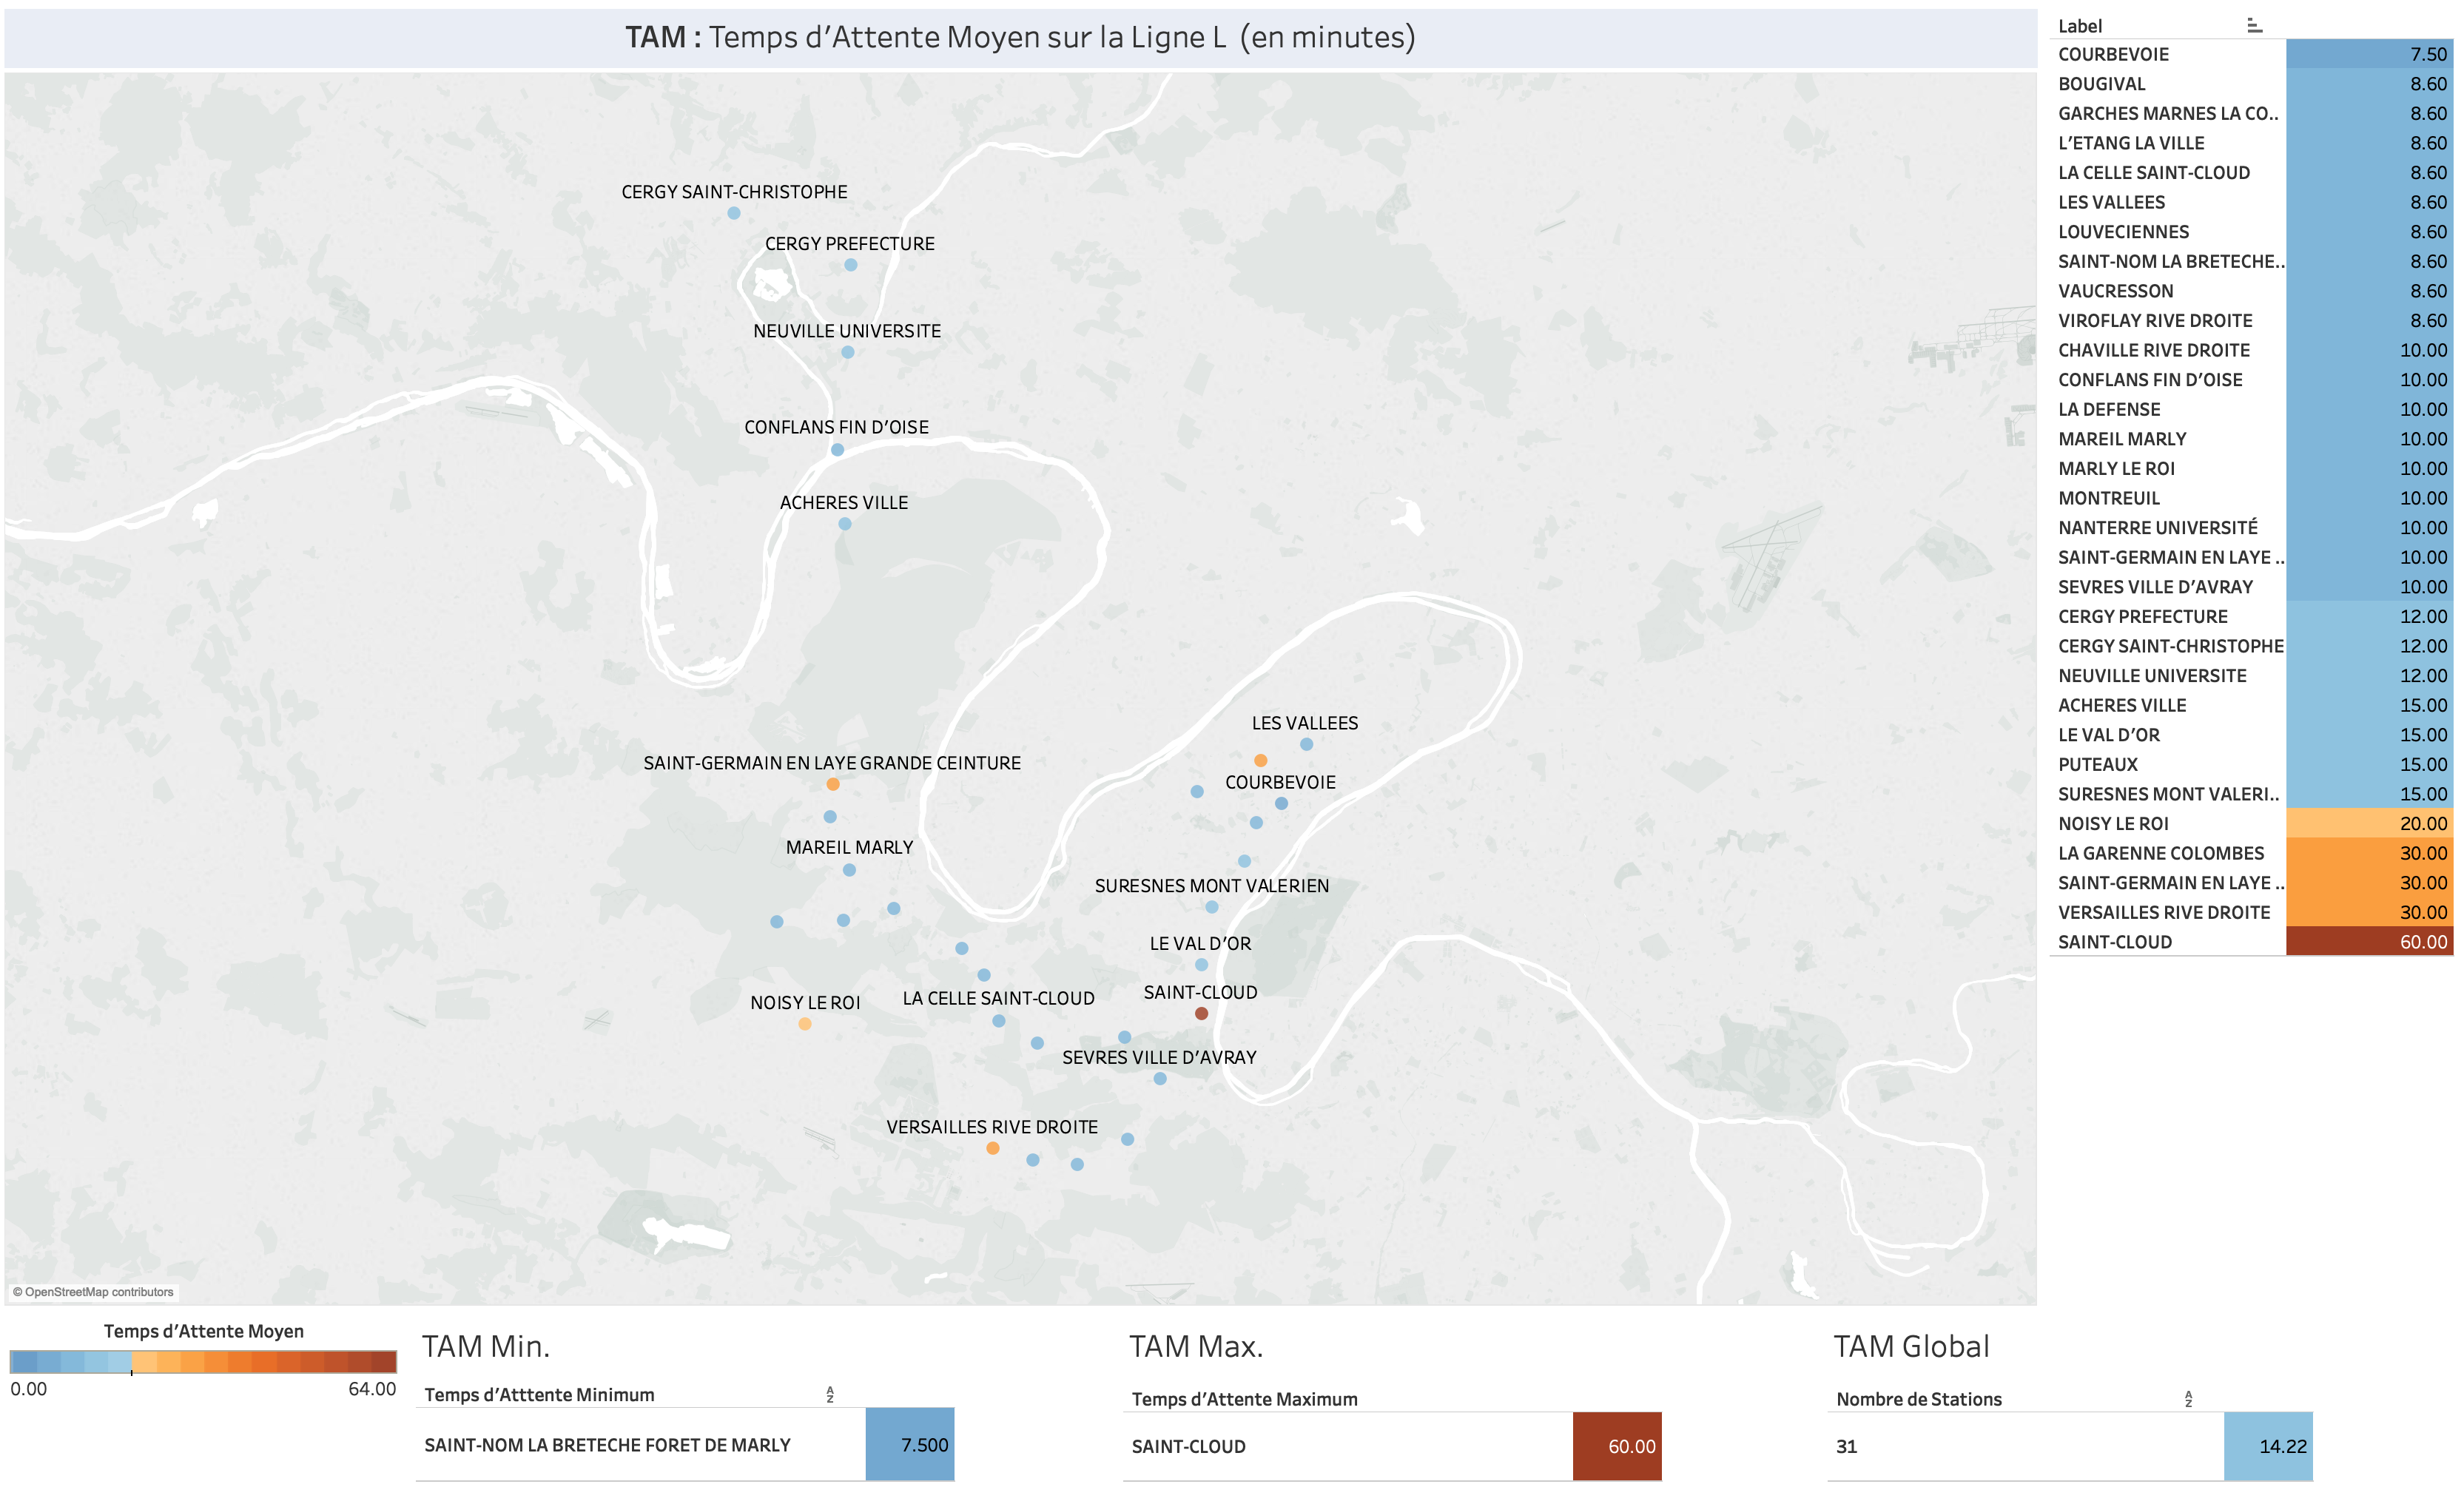 TAM : Temps d'Attente Moyen sur la Ligne L (en minutes)
CERGY SAINT-CHRISTOPHE
CERGY PREFECTURE
NEUVILLE UNIVERSITE
CONFLANS FIN D'OISE
ACHERES VILLE
LES VALLEES
SAINT-GERMAIN EN LAYE GRANDE CEINTURE
COURBEVOIE
MAREIL MARLY
SURESNES MONT VALERIEN
LE VAL D'OR
SAINT-CLOUD
LA CELLE SAINT-CLOUD
NOISY LE ROI
SEVRES VILLE D'AVRAY
VERSAILLES RIVE DROITE
© OpenStreetMap contributors
Label
COURBEVOIE 7.50
BOUGIVAL 8.60
GARCHES MARNES LA CO.. 8.60
L'ETANG LA VILLE 8.60
LA CELLE SAINT-CLOUD 8.60
LES VALLEES 8.60
LOUVECIENNES 8.60
SAINT-NOM LA BRETECHE.. 8.60
VAUCRESSON 8.60
VIROFLAY RIVE DROITE 8.60
CHAVILLE RIVE DROITE 10.00
CONFLANS FIN D'OISE 10.00
LA DEFENSE 10.00
MAREIL MARLY 10.00
MARLY LE ROI 10.00
MONTREUIL 10.00
NANTERRE UNIVERSITÉ 10.00
SAINT-GERMAIN EN LAYE .. 10.00
SEVRES VILLE D'AVRAY 10.00
CERGY PREFECTURE 12.00
CERGY SAINT-CHRISTOPHE 12.00
NEUVILLE UNIVERSITE 12.00
ACHERES VILLE 15.00
LE VAL D'OR 15.00
PUTEAUX 15.00
SURESNES MONT VALERI.. 15.00
NOISY LE ROI 20.00
LA GARENNE COLOMBES 30.00
SAINT-GERMAIN EN LAYE .. 30.00
VERSAILLES RIVE DROITE 30.00
SAINT-CLOUD 60.00
Temps d'Attente Moyen
0.00 64.00
TAM Min.
Temps d'Atttente Minimum
SAINT-NOM LA BRETECHE FORET DE MARLY 7.500
TAM Max.
Temps d'Attente Maximum
SAINT-CLOUD 60.00
TAM Global
Nombre de Stations
31 14.22